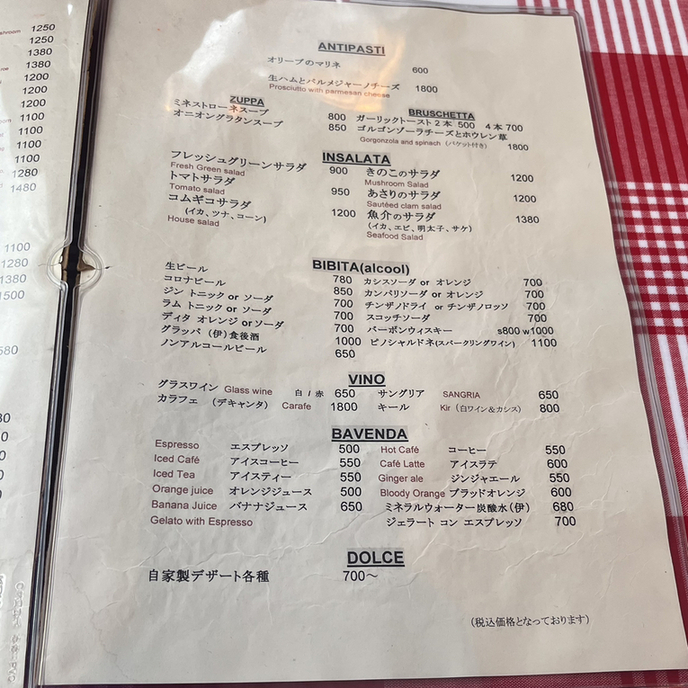 1250
1250
1200
1200
1100
1100
1100
1100
1280
1480
1100
1280
1380
1500
ANTIPASTI
オリーブのマリネ 600
生ハムとパルメジャーノチーズ 1800
Prosciutto with parmesan cheese
ZUPPA
ミネストローネスープ 800
オニオングラタンスープ 850
BRUSCHETTA
ガーリックトースト2本 500 4本 700
ゴルゴンゾーラチーズとホウレン草
Gorgonzola and spinach (バケット付き) 1800
INSALATA
フレッシュグリーンサラダ 900
Fresh Green salad
トマトサラダ 950
Tomato salad
コムギコサラダ 1200
(イカ、ツナ、コーン)
House salad
きのこのサラダ 1200
Mushroom Salad
あさりのサラダ 1200
Sautéed clam salad
魚介のサラダ 1380
(イカ、エビ、明太子、サケ)
Seafood Salad
BIBITA(alcool)
生ビール 780
コロナビール 850
ジン トニック or ソーダ 700
ラム トニック or ソーダ 700
ディタ オレンジ or ソーダ 700
グラッパ (伊)食後酒 1000
ノンアルコールビール 650
カシスソーダ or オレンジ 700
カンパリソーダ or オレンジ 700
チンザノドライ or チンザノロッソ 700
スコッチソーダ 700
バーボンウィスキー s800 w1000
ピノシャルドネ(スパークリングワイン) 1100
VINO
グラスワイン Glass wine 白 / 赤 650
カラフェ (デキャンタ) Carafe 1800
サングリア SANGRIA 650
キール Kir (白ワイン&カシス) 800
BAVENDA
Espresso エスプレッソ 500
Iced Café アイスコーヒー 550
Iced Tea アイスティー 550
Orange juice オレンジジュース 500
Banana Juice バナナジュース 650
Gelato with Espresso
Hot Café コーヒー 550
Café Latte アイスラテ 600
Ginger ale ジンジャエール 550
Bloody Orange ブラッドオレンジ 600
ミネラルウォーター炭酸水(伊) 680
ジェラート コン エスプレッソ 700
DOLCE
自家製デザート各種 700〜
(税込価格となっております)